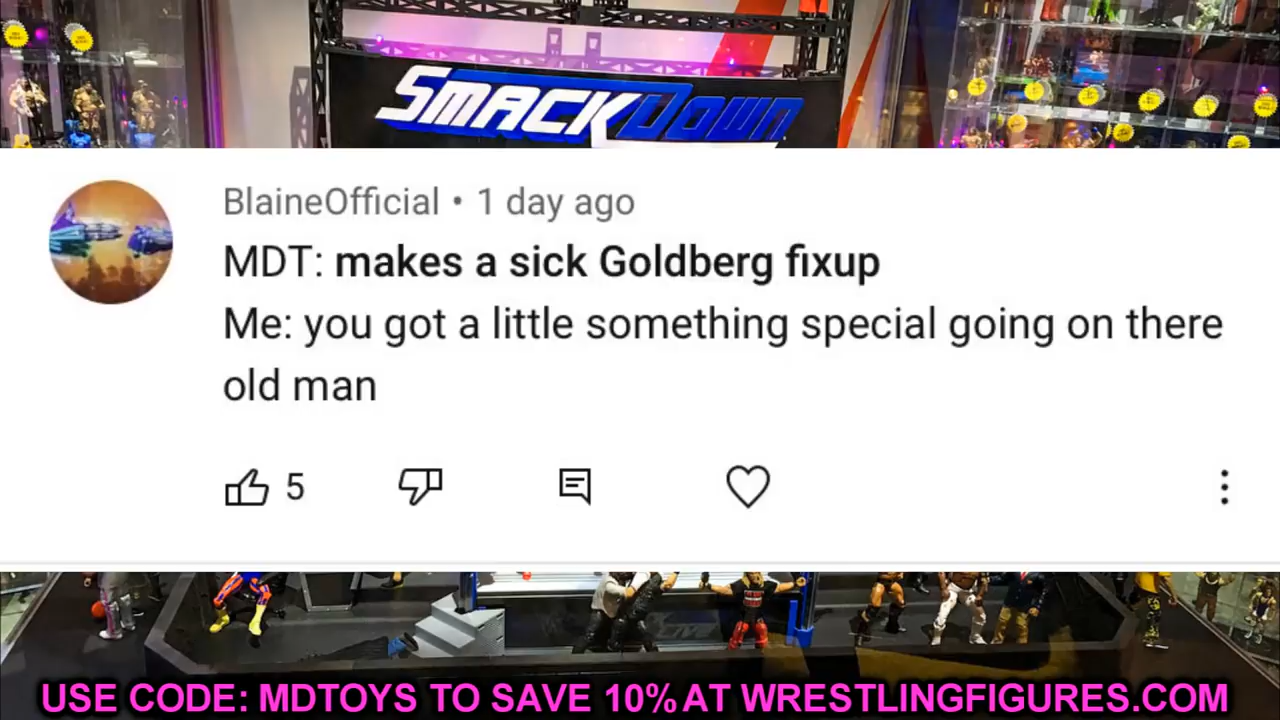 SMACKDOWN
BlaineOfficial • 1 day ago
MDT: makes a sick Goldberg fixup
Me: you got a little something special going on there
old man
5
USE CODE: MDTOYS TO SAVE 10% AT WRESTLINGFIGURES.COM